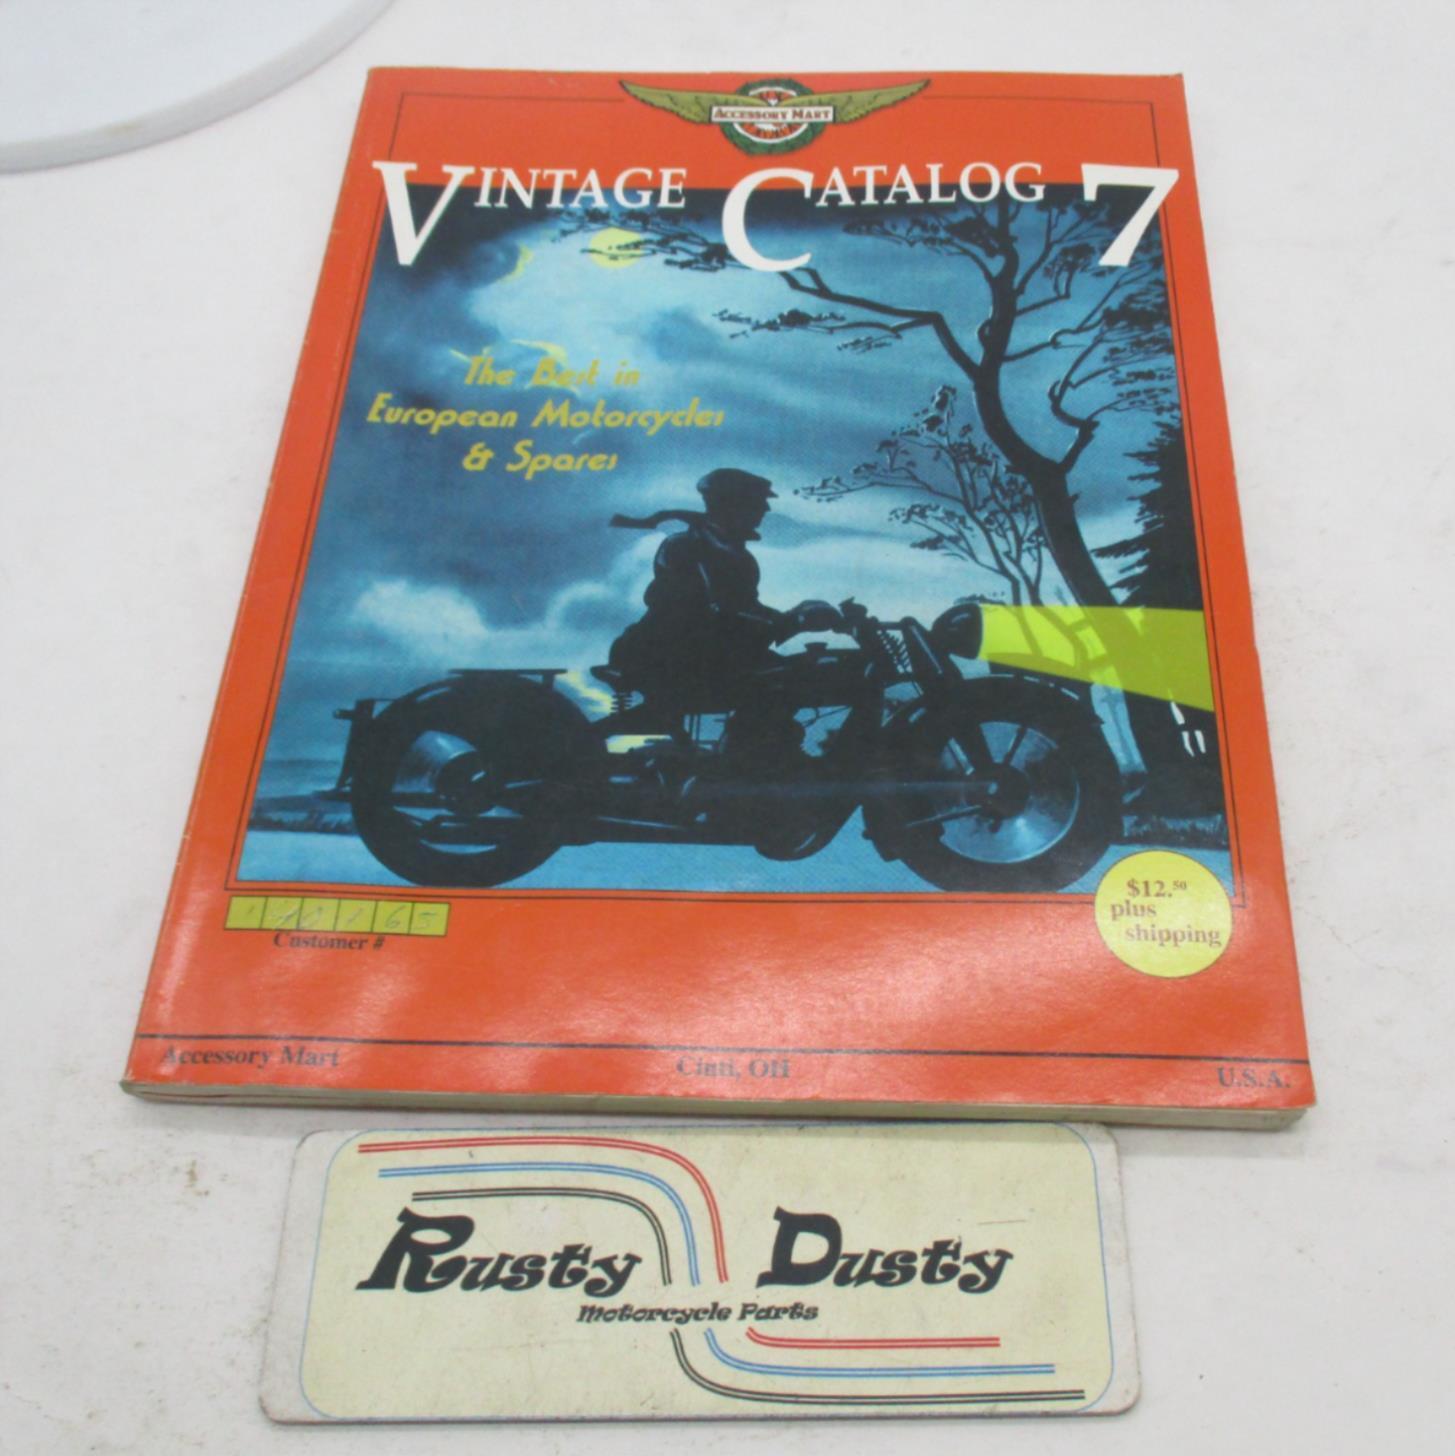 ACCESSORY MART
VINTAGE CATALOG 7
The Best in
European Motorcycles
& Spares
$12.50
plus
shipping
Customer #
Accessory Mart Cinti, OH U.S.A.
Rusty Dusty
Motorcycle Parts